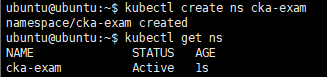 ubuntu@ubuntu:~$ kubectl create ns cka-exam
namespace/cka-exam created
ubuntu@ubuntu:~$ kubectl get ns
NAME STATUS AGE
cka-exam Active 1s